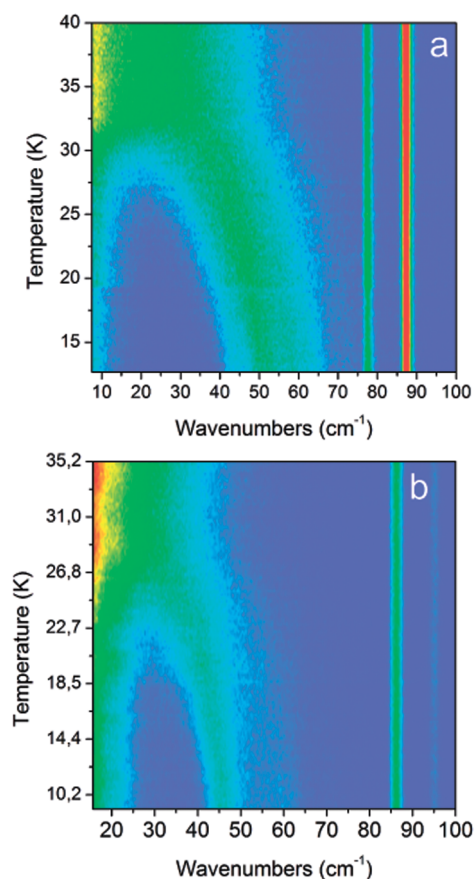 a
40
35
30
25
20
15
Temperature (K)
10 20 30 40 50 60 70 80 90 100
Wavenumbers (cm⁻¹)
b
35,2
31,0
26,8
22,7
18,5
14,4
10,2
Temperature (K)
20 30 40 50 60 70 80 90 100
Wavenumbers (cm⁻¹)